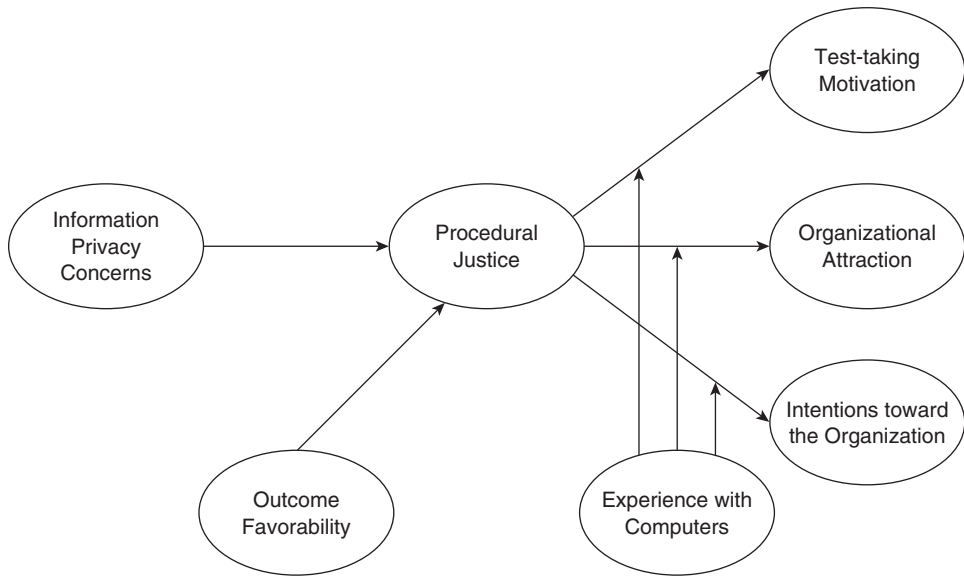 Test-taking
Motivation
Information
Privacy
Concerns
Procedural
Justice
Organizational
Attraction
Intentions toward
the Organization
Outcome
Favorability
Experience with
Computers